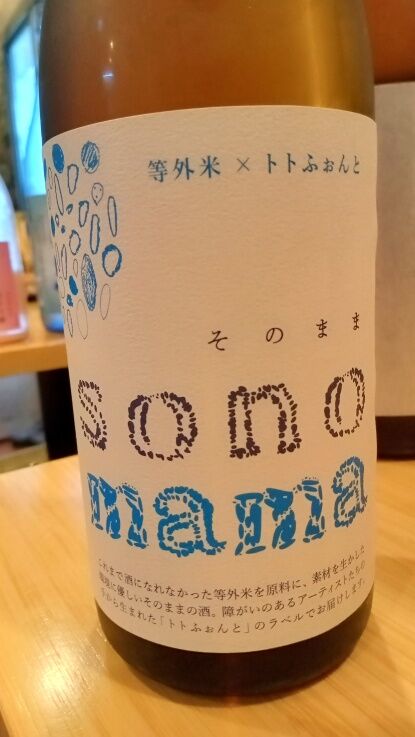 等外米 × トトふぉんと
そのまま
sono
mama
これまで酒になれなかった等外米を原料に、素材を生かした
環境に優しいそのままの酒。障がいのあるアーティストたちの
手から生まれた「トトふぉんと」のラベルでお届けします。